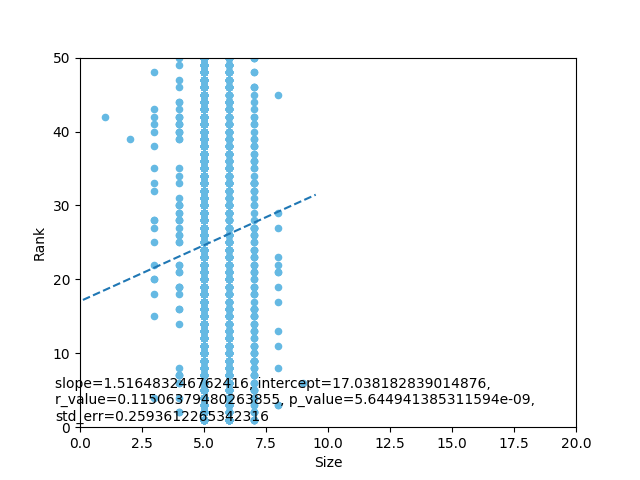 50
40
30
20
10
0
Rank
slope=1.516483246762416, intercept=17.038182839014876,
r_value=0.11506379480263855, p_value=5.644941385311594e-09,
std_err=0.2593612265342316
0.0 2.5 5.0 7.5 10.0 12.5 15.0 17.5 20.0
Size